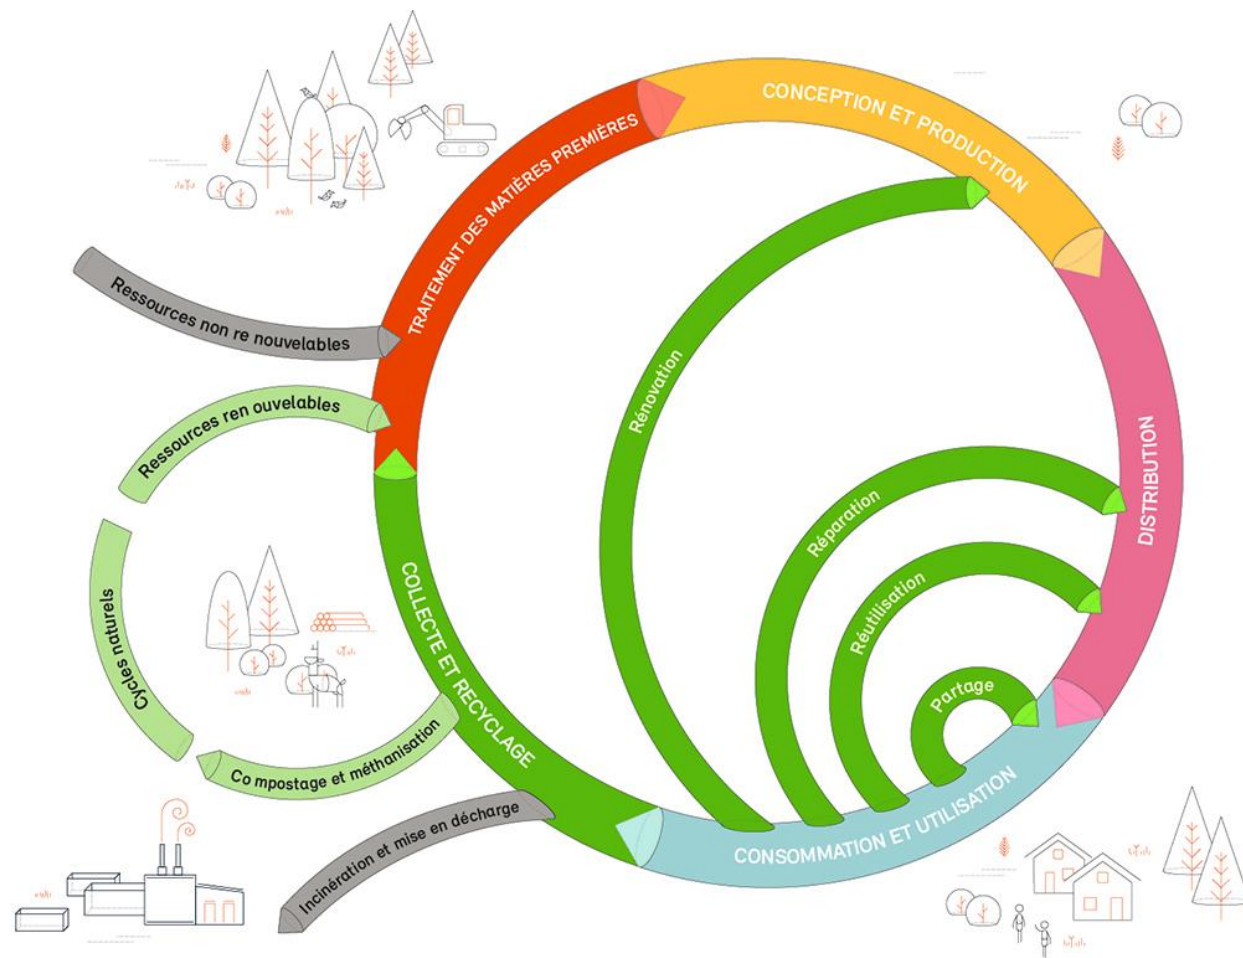 CONCEPTION ET PRODUCTION
TRAITEMENT DES MATIÈRES PREMIÈRES
Ressources non re nouvelables
Rénovation
Ressources ren ouvelables
DISTRIBUTION
Réparation
Réutilisation
COLLECTE ET RECYCLAGE
Cycles naturels
Partage
Co mpostage et méthanisation
CONSOMMATION ET UTILISATION
Incinération et mise en décharge